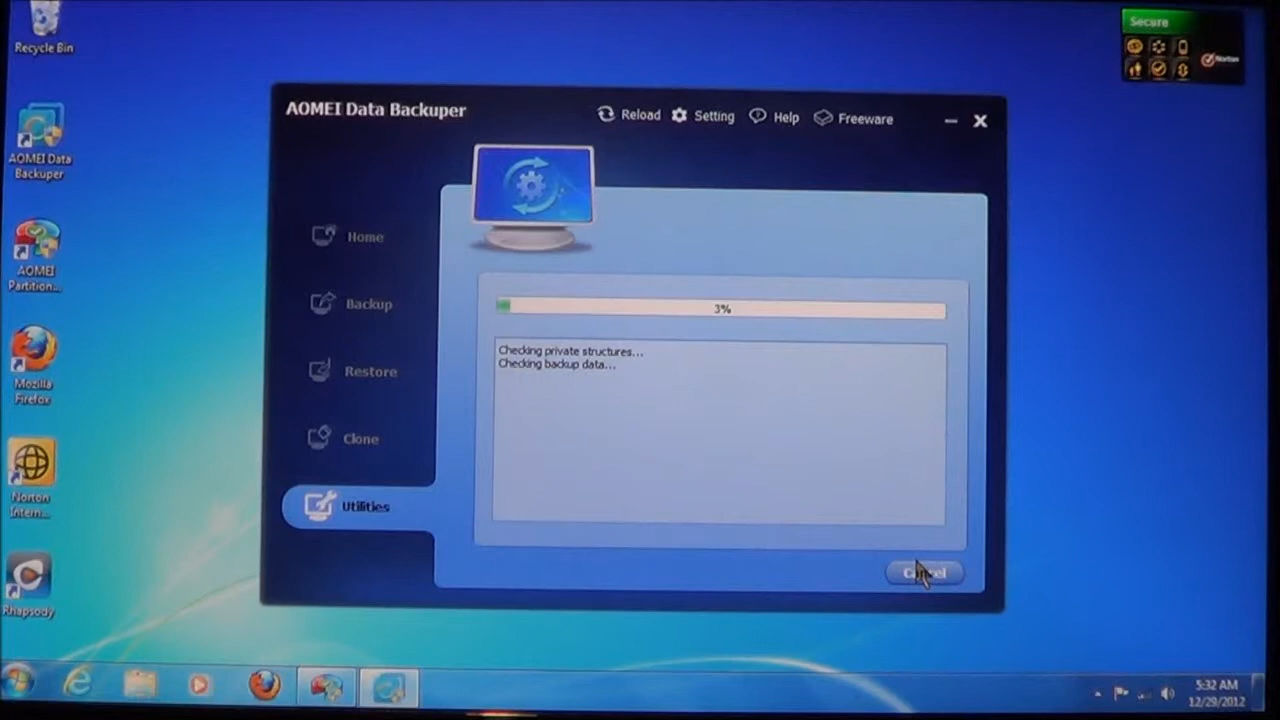 Recycle Bin
AOMEI Data
Backuper
AOMEI
Partition...
Mozilla
Firefox
Norton
Intern...
Rhapsody
Secure
Norton
AOMEI Data Backuper
Reload
Setting
Help
Freeware
Home
Backup
Restore
Clone
Utilities
3%
Checking private structures...
Checking backup data...
Cancel
5:32 AM
12/29/2012